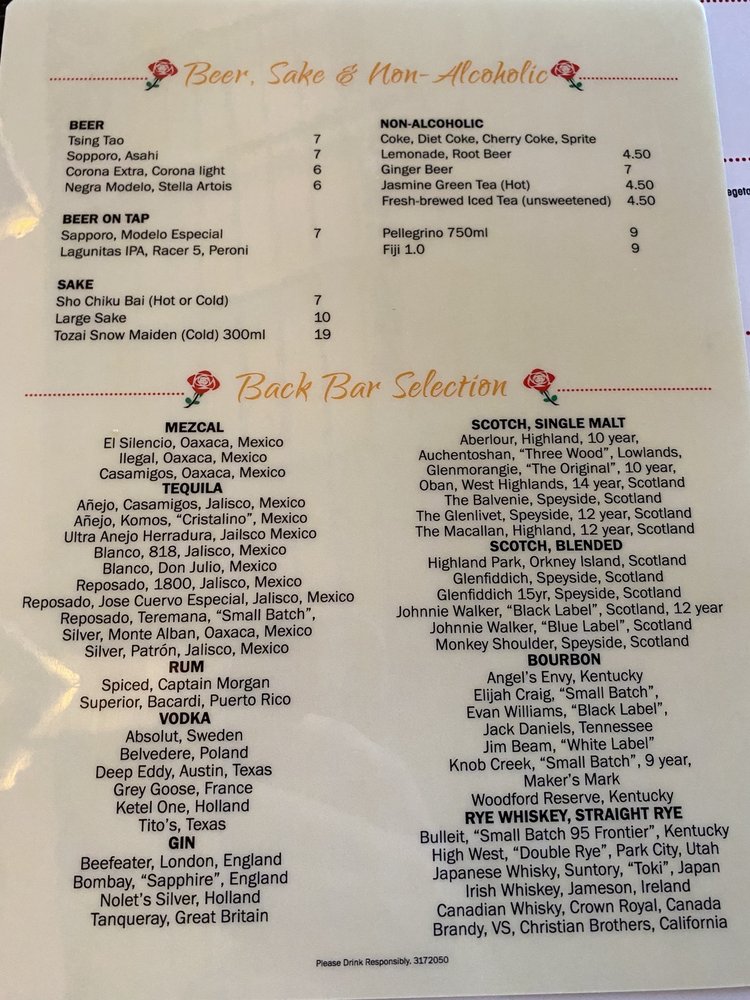 Beer, Sake & Non-Alcoholic
BEER
Tsing Tao 7
Sopporo, Asahi 7
Corona Extra, Corona light 6
Negra Modelo, Stella Artois 6
BEER ON TAP
Sapporo, Modelo Especial 7
Lagunitas IPA, Racer 5, Peroni
SAKE
Sho Chiku Bai (Hot or Cold) 7
Large Sake 10
Tozai Snow Maiden (Cold) 300ml 19
NON-ALCOHOLIC
Coke, Diet Coke, Cherry Coke, Sprite
Lemonade, Root Beer 4.50
Ginger Beer 7
Jasmine Green Tea (Hot) 4.50
Fresh-brewed Iced Tea (unsweetened) 4.50
Pellegrino 750ml 9
Fiji 1.0 9
Back Bar Selection
MEZCAL
El Silencio, Oaxaca, Mexico
Ilegal, Oaxaca, Mexico
Casamigos, Oaxaca, Mexico
TEQUILA
Añejo, Casamigos, Jalisco, Mexico
Añejo, Komos, “Cristalino”, Mexico
Ultra Anejo Herradura, Jailsco Mexico
Blanco, 818, Jalisco, Mexico
Blanco, Don Julio, Mexico
Reposado, 1800, Jalisco, Mexico
Reposado, Jose Cuervo Especial, Jalisco, Mexico
Reposado, Teremana, “Small Batch”,
Silver, Monte Alban, Oaxaca, Mexico
Silver, Patrón, Jalisco, Mexico
RUM
Spiced, Captain Morgan
Superior, Bacardi, Puerto Rico
VODKA
Absolut, Sweden
Belvedere, Poland
Deep Eddy, Austin, Texas
Grey Goose, France
Ketel One, Holland
Tito’s, Texas
GIN
Beefeater, London, England
Bombay, “Sapphire”, England
Nolet’s Silver, Holland
Tanqueray, Great Britain
SCOTCH, SINGLE MALT
Aberlour, Highland, 10 year,
Auchentoshan, “Three Wood”, Lowlands,
Glenmorangie, “The Original”, 10 year,
Oban, West Highlands, 14 year, Scotland
The Balvenie, Speyside, Scotland
The Glenlivet, Speyside, 12 year, Scotland
The Macallan, Highland, 12 year, Scotland
SCOTCH, BLENDED
Highland Park, Orkney Island, Scotland
Glenfiddich, Speyside, Scotland
Glenfiddich 15yr, Speyside, Scotland
Johnnie Walker, “Black Label”, Scotland, 12 year
Johnnie Walker, “Blue Label”, Scotland
Monkey Shoulder, Speyside, Scotland
BOURBON
Angel’s Envy, Kentucky
Elijah Craig, “Small Batch”,
Evan Williams, “Black Label”,
Jack Daniels, Tennessee
Jim Beam, “White Label”
Knob Creek, “Small Batch”, 9 year,
Maker’s Mark
Woodford Reserve, Kentucky
RYE WHISKEY, STRAIGHT RYE
Bulleit, “Small Batch 95 Frontier”, Kentucky
High West, “Double Rye”, Park City, Utah
Japanese Whisky, Suntory, “Toki”, Japan
Irish Whiskey, Jameson, Ireland
Canadian Whisky, Crown Royal, Canada
Brandy, VS, Christian Brothers, California
Please Drink Responsibly. 3172050